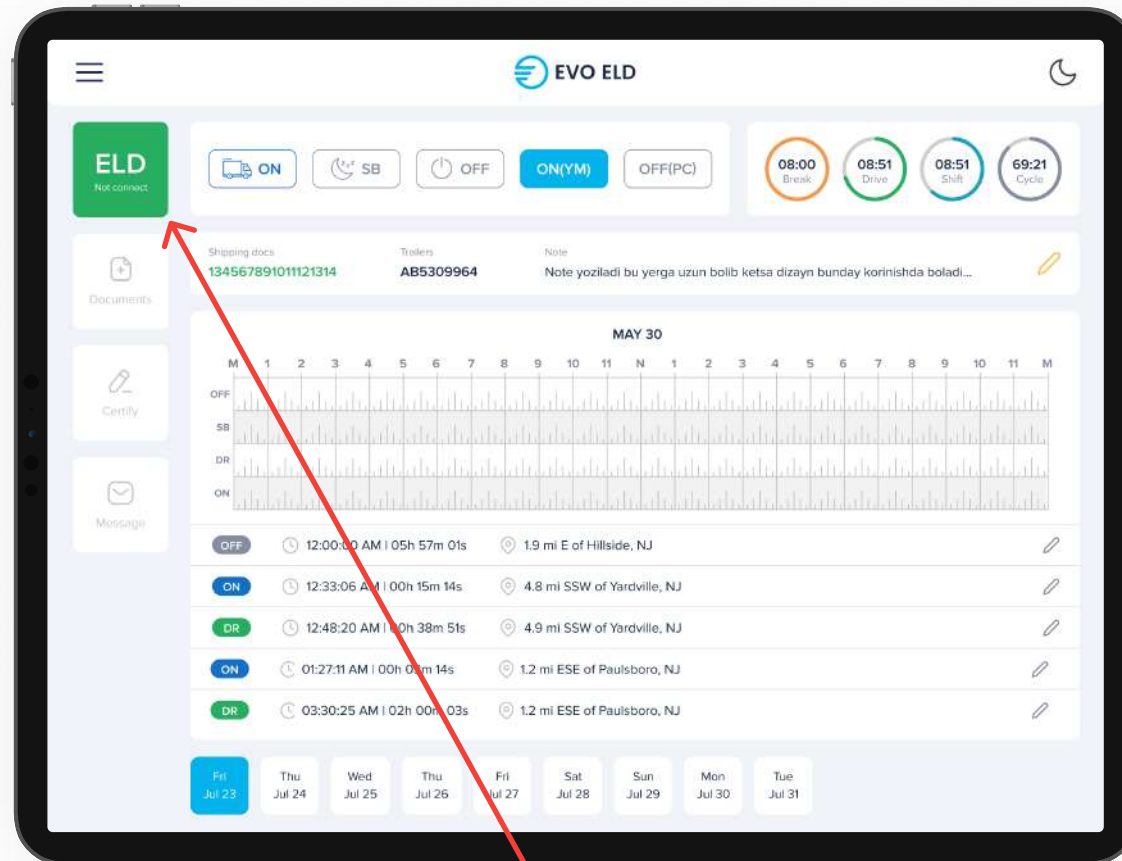 EVO ELD
ELD
Not connect
ON
SB
OFF
ON(YM)
OFF(PC)
08:00
Break
08:51
Drive
08:51
Shift
69:21
Cycle
Shipping docs
Trailers
Note
134567891011121314
AB5309964
Note yoziladi bu yerga uzun bolib ketsa dizayn bunday korinishda boladi...
Documents
Certify
Message
MAY 30
M 1 2 3 4 5 6 7 8 9 10 11 N 1 2 3 4 5 6 7 8 9 10 11 M
OFF
SB
DR
ON
OFF 12:00:00 AM | 05h 57m 01s 1.9 mi E of Hillside, NJ
ON 12:33:06 AM | 00h 15m 14s 4.8 mi SSW of Yardville, NJ
DR 12:48:20 AM | 00h 38m 51s 4.9 mi SSW of Yardville, NJ
ON 01:27:11 AM | 00h 14s 1.2 mi ESE of Paulsboro, NJ
DR 03:30:25 AM | 02h 00m 03s 1.2 mi ESE of Paulsboro, NJ
Fri Thu Wed Thu Fri Sat Sun Mon Tue
Jul 23 Jul 24 Jul 25 Jul 26 Jul 27 Jul 28 Jul 29 Jul 30 Jul 31